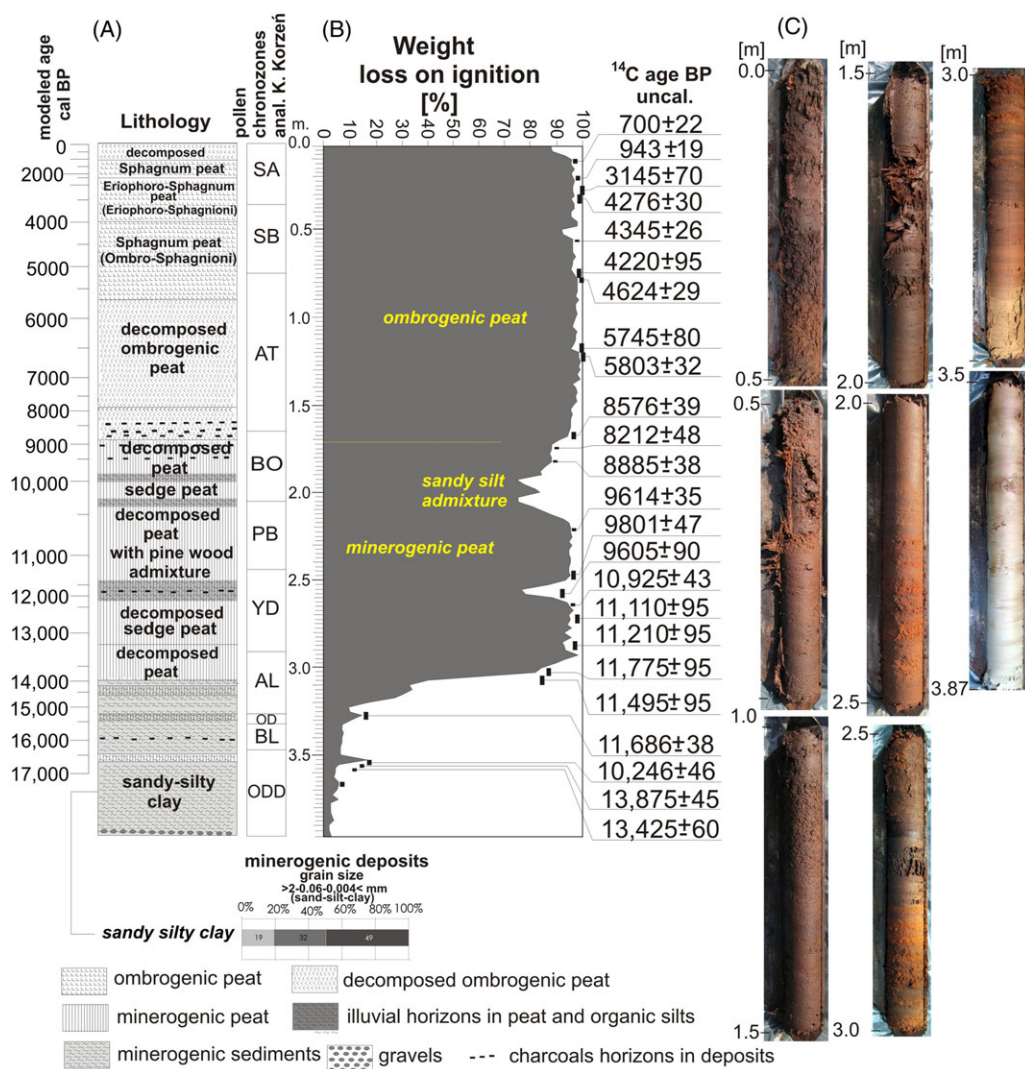 (A)
modeled age
cal BP
Lithology
pollen
chronozones
anal. K. Korzeń
0
2000
4000
5000
6000
7000
8000
9000
10,000
11,000
12,000
13,000
14,000
15,000
16,000
17,000
decomposed
Sphagnum peat
Eriophoro-Sphagnum
peat
(Eriophoro-Sphagnioni)
Sphagnum peat
(Ombro-Sphagnioni)
decomposed
ombrogenic
peat
decomposed
peat
sedge peat
decomposed
peat
with pine wood
admixture
decomposed
sedge peat
decomposed
peat
sandy-silty
clay
SA
SB
AT
BO
PB
YD
AL
OD
BL
ODD
(B)
Weight
loss on ignition
[%]
m.
0 10 20 30 40 50 60 70 80 90 100
0.0
0.5
1.0
1.5
2.0
2.5
3.0
3.5
ombrogenic peat
sandy silt
admixture
minerogenic peat
14C age BP
uncal.
700±22
943±19
3145±70
4276±30
4345±26
4220±95
4624±29
5745±80
5803±32
8576±39
8212±48
8885±38
9614±35
9801±47
9605±90
10,925±43
11,110±95
11,210±95
11,775±95
11,495±95
11,686±38
10,246±46
13,875±45
13,425±60
(C)
[m]
0.0
0.5
0.5
1.0
1.5
[m]
1.5
2.0
2.0
2.5
2.5
3.0
[m]
3.0
3.5
3.87
minerogenic deposits
grain size
>2-0.06-0.004< mm
(sand-silt-clay)
0% 20% 40% 60% 80% 100%
sandy silty clay
19 32 49
ombrogenic peat
decomposed ombrogenic peat
minerogenic peat
illuvial horizons in peat and organic silts
minerogenic sediments
gravels
charcoals horizons in deposits